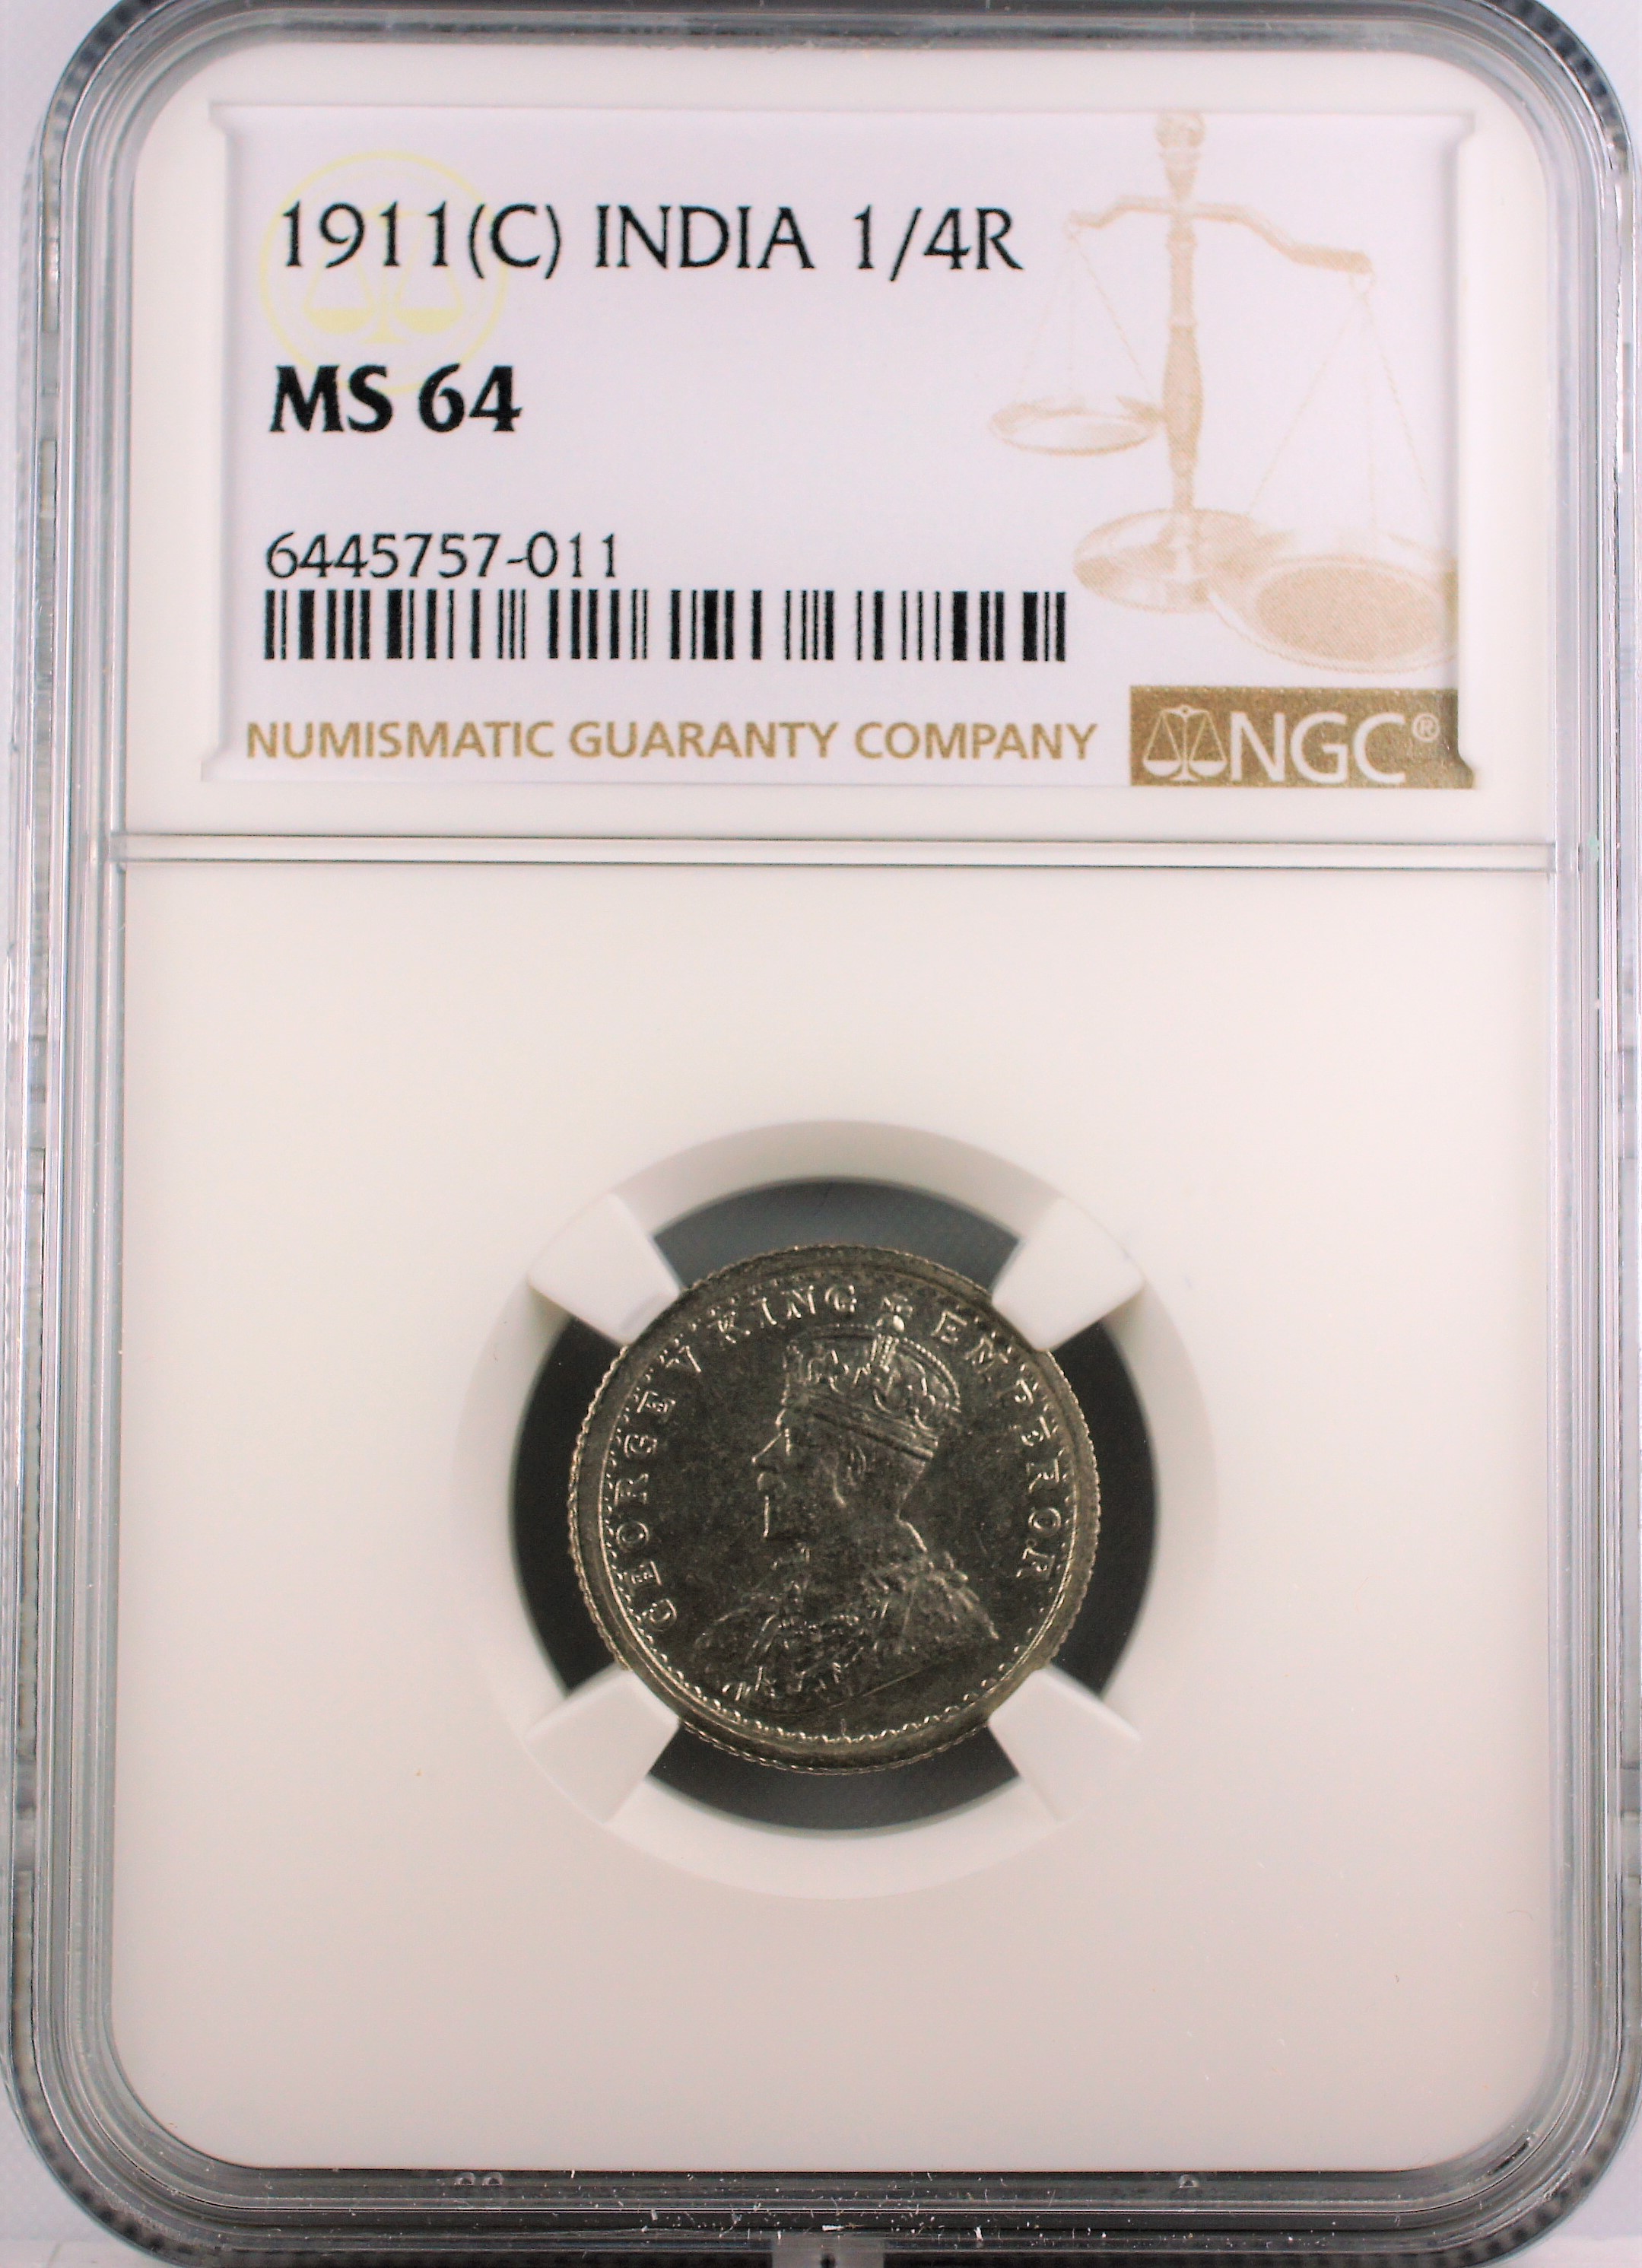 1911(C) INDIA 1/4R
MS 64
6445757-011
NUMISMATIC GUARANTY COMPANY
NGC®
GEORGE V KING EMPEROR